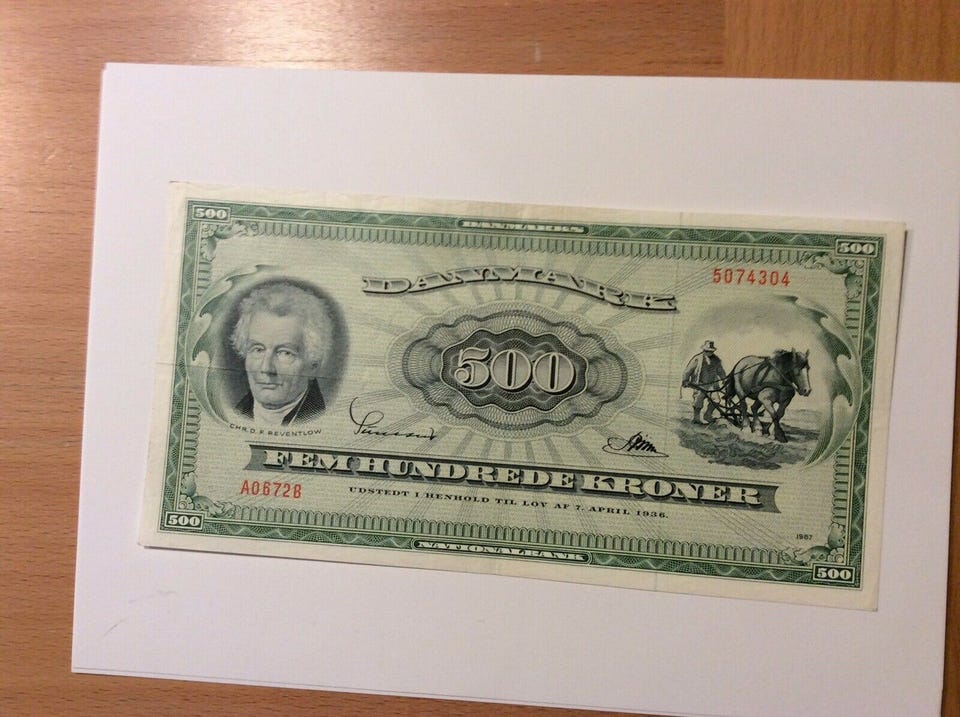 500
DANMARKS
500
DANMARK
5074304
500
CHR. D. F. REVENTLOW
FEM HUNDREDE KRONER
A0672B
UDSTEDT I HENHOLD TIL LOV AF 7. APRIL 1936.
1967
500
NATIONALBANK
500